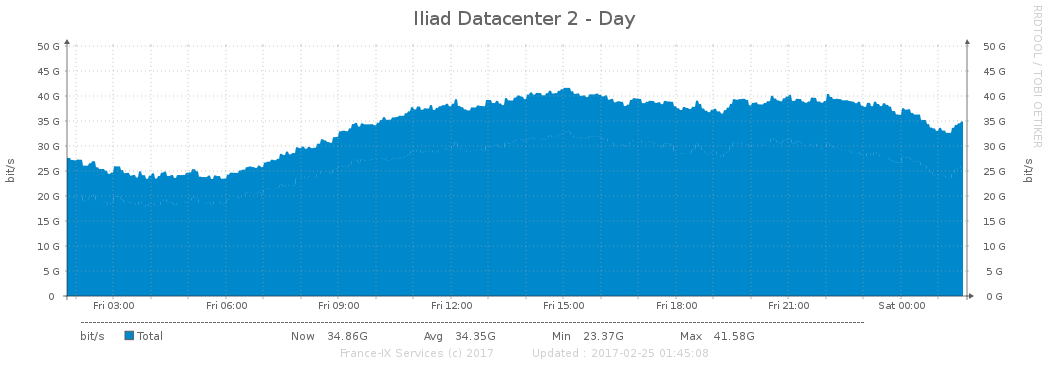 Iliad Datacenter 2 - Day
RRDTOOL / TOBI OETIKER
bit/s
50 G 50 G
45 G 45 G
40 G 40 G
35 G 35 G
30 G 30 G
25 G 25 G
20 G 20 G
15 G 15 G
10 G 10 G
5 G 5 G
0 0 G
bit/s
Fri 03:00 Fri 06:00 Fri 09:00 Fri 12:00 Fri 15:00 Fri 18:00 Fri 21:00 Sat 00:00
bit/s Total Now 34.86G Avg 34.35G Min 23.37G Max 41.58G
France-IX Services (c) 2017 Updated : 2017-02-25 01:45:08